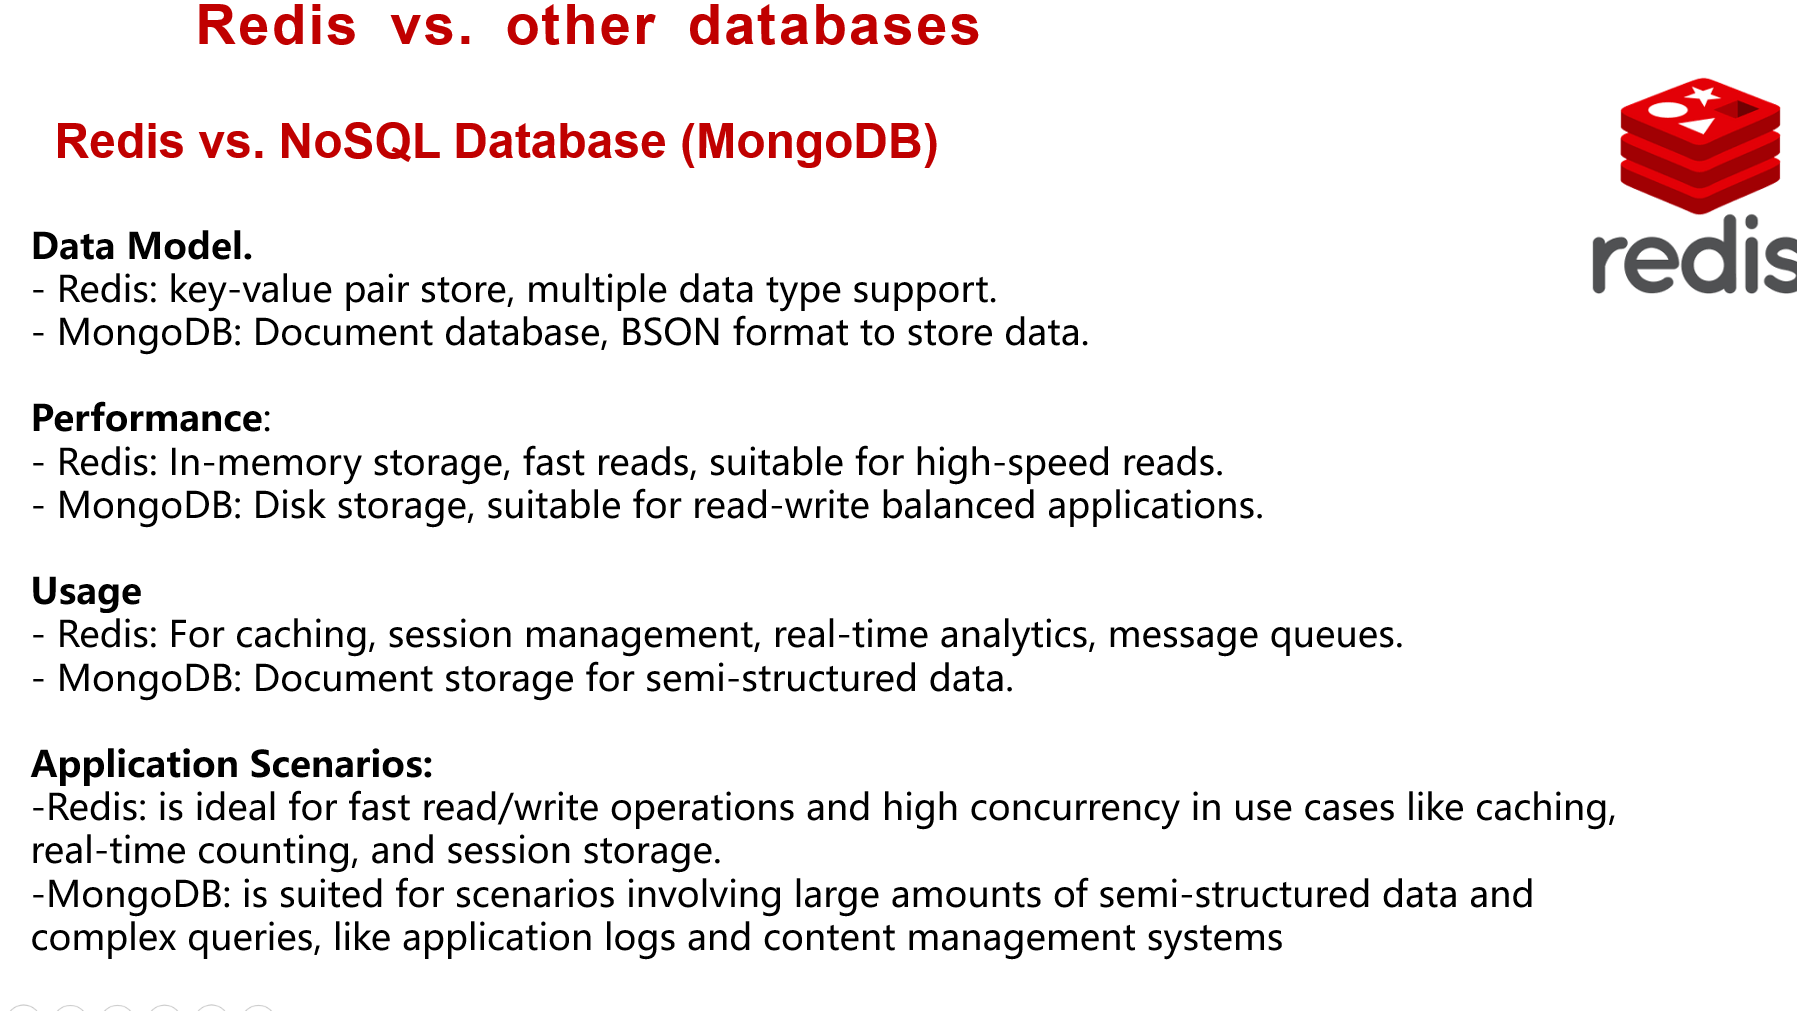 Redis vs. other databases
Redis vs. NoSQL Database (MongoDB)
redis
Data Model.
- Redis: key-value pair store, multiple data type support.
- MongoDB: Document database, BSON format to store data.
Performance:
- Redis: In-memory storage, fast reads, suitable for high-speed reads.
- MongoDB: Disk storage, suitable for read-write balanced applications.
Usage
- Redis: For caching, session management, real-time analytics, message queues.
- MongoDB: Document storage for semi-structured data.
Application Scenarios:
-Redis: is ideal for fast read/write operations and high concurrency in use cases like caching,
real-time counting, and session storage.
-MongoDB: is suited for scenarios involving large amounts of semi-structured data and
complex queries, like application logs and content management systems